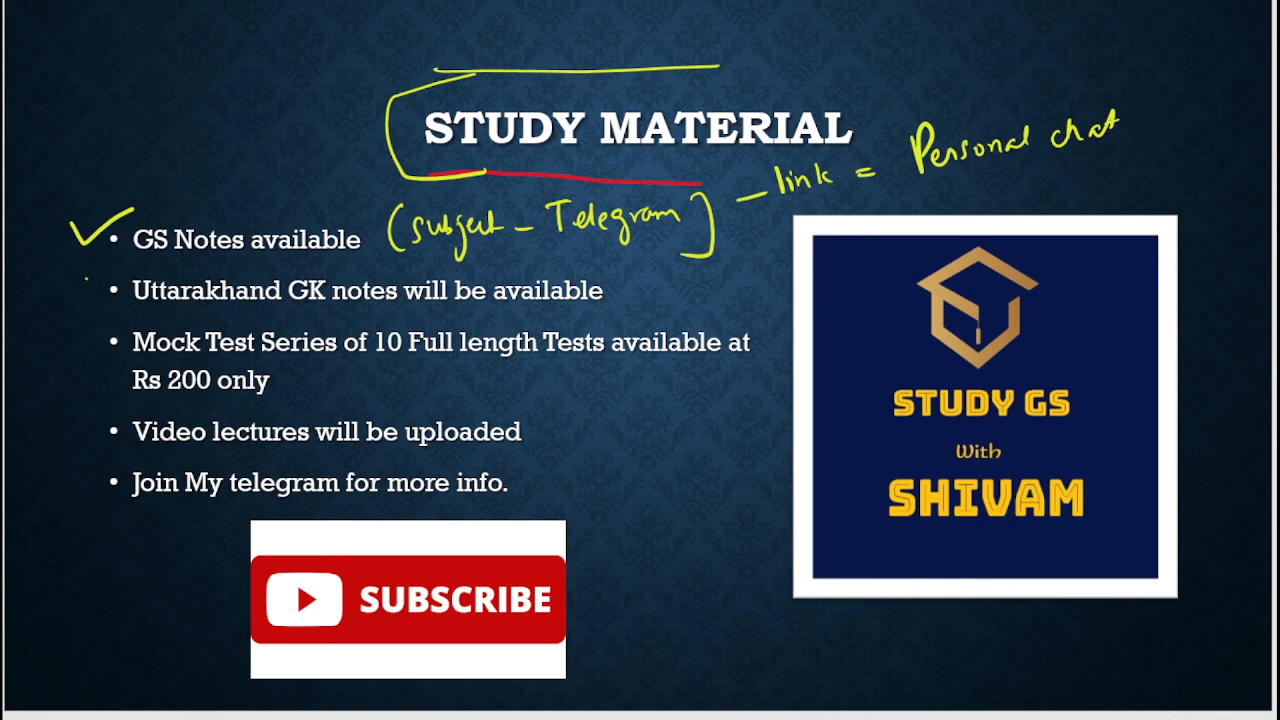 STUDY MATERIAL
– link = Personal chat
(subject – Telegram]
• GS Notes available
• Uttarakhand GK notes will be available
• Mock Test Series of 10 Full length Tests available at
Rs 200 only
• Video lectures will be uploaded
• Join My telegram for more info.
SUBSCRIBE
STUDY GS
With
SHIVAM